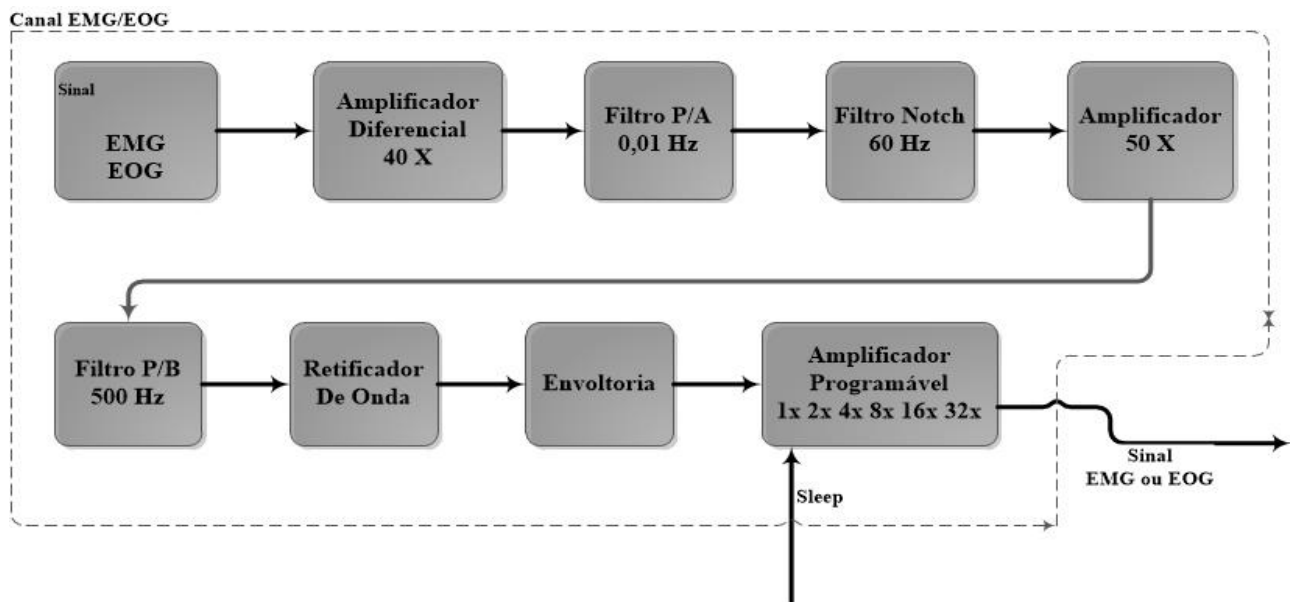 Canal EMG/EOG
Sinal
EMG
EOG
Amplificador
Diferencial
40 X
Filtro P/A
0,01 Hz
Filtro Notch
60 Hz
Amplificador
50 X
Filtro P/B
500 Hz
Retificador
De Onda
Envoltoria
Amplificador
Programável
1x 2x 4x 8x 16x 32x
Sleep
Sinal
EMG ou EOG